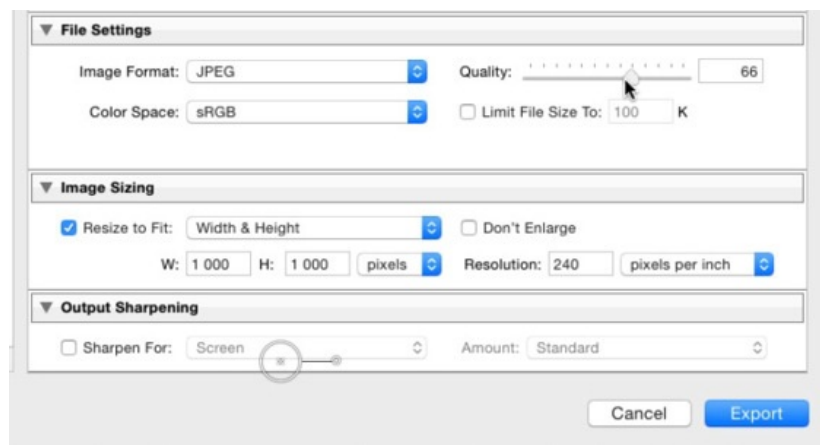 File Settings
Image Format: JPEG Quality: 66
Color Space: sRGB Limit File Size To: 100 K
Image Sizing
Resize to Fit: Width & Height Don't Enlarge
W: 1 000 H: 1 000 pixels Resolution: 240 pixels per inch
Output Sharpening
Sharpen For: Screen Amount: Standard
Cancel Export